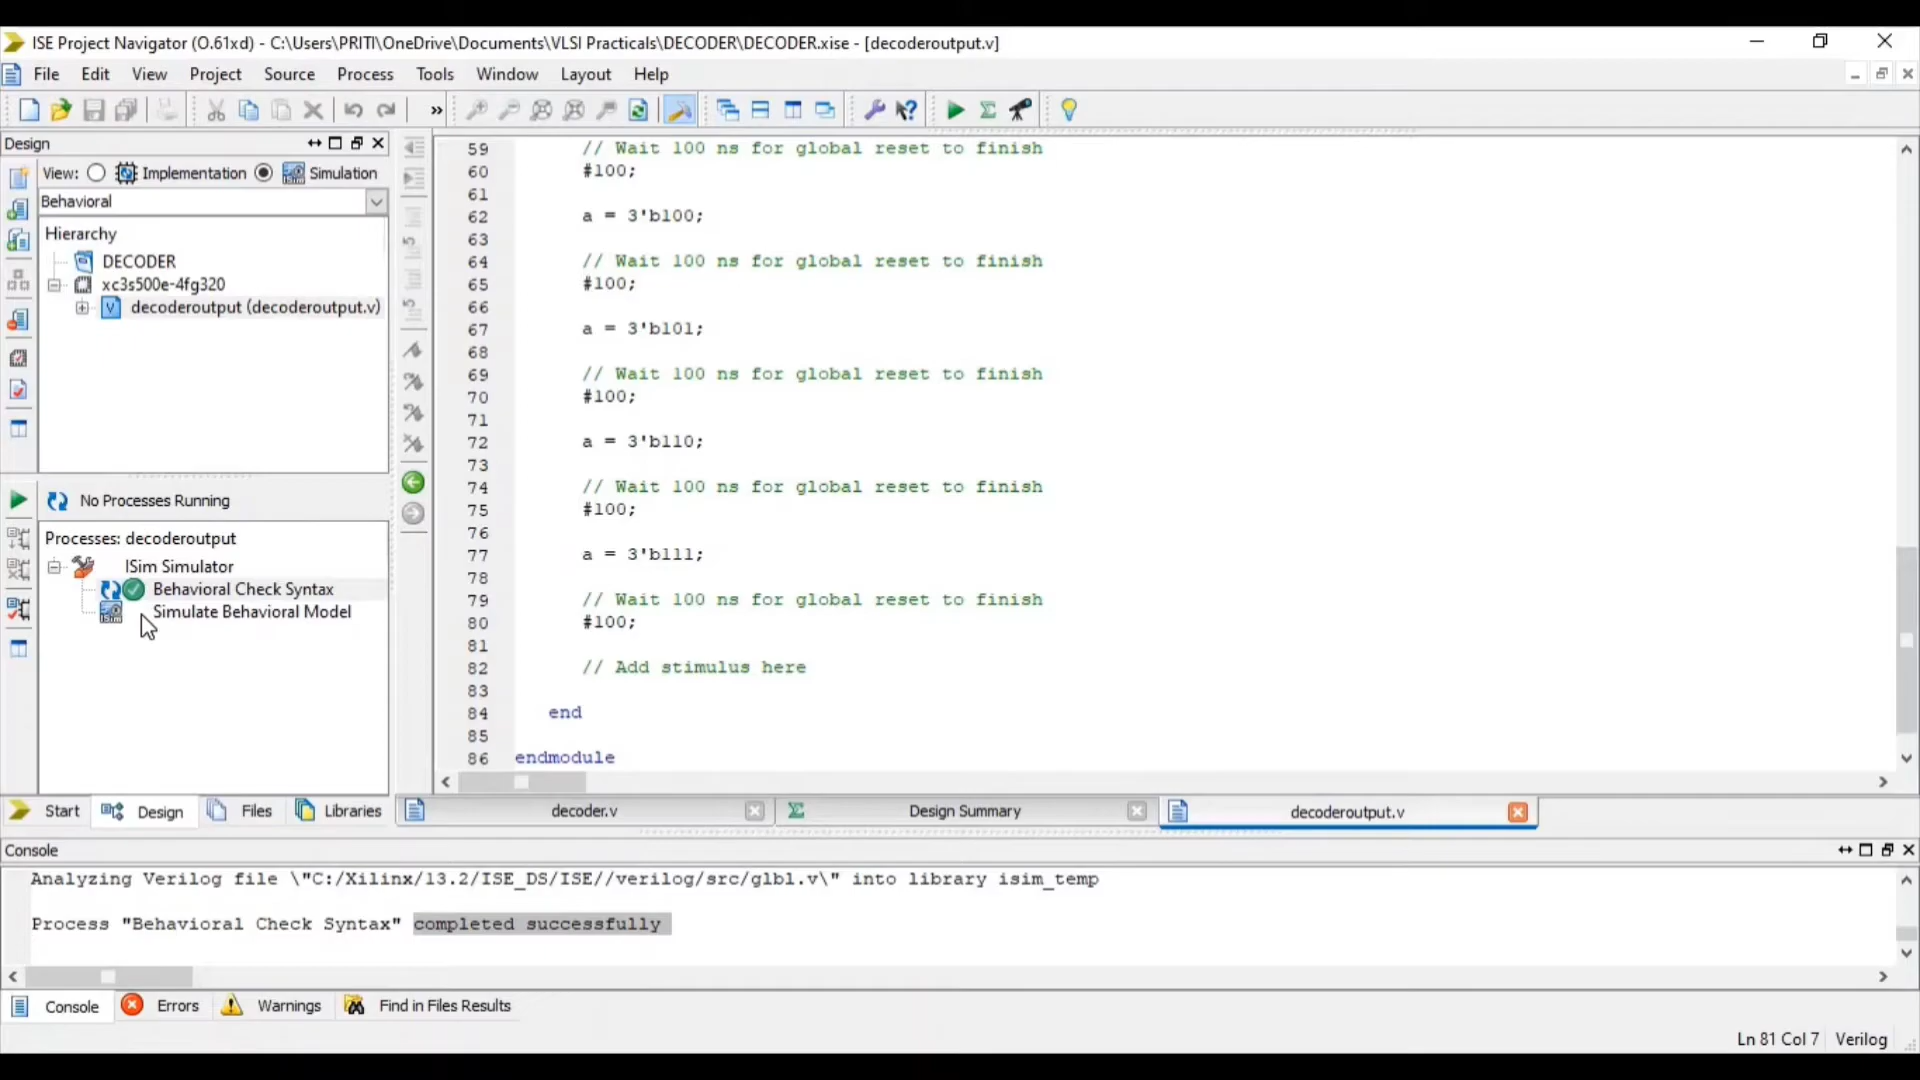 ISE Project Navigator (O.61xd) - C:\Users\PRITI\OneDrive\Documents\VLSI Practicals\DECODER\DECODER.xise - [decoderoutput.v]
File Edit View Project Source Process Tools Window Layout Help
»
Design
View: Implementation Simulation
Behavioral
Hierarchy
DECODER
xc3s500e-4fg320
decoderoutput (decoderoutput.v)
No Processes Running
Processes: decoderoutput
ISim Simulator
Behavioral Check Syntax
Simulate Behavioral Model
Start Design Files Libraries
59 // Wait 100 ns for global reset to finish
60 #100;
61
62 a = 3'b100;
63
64 // Wait 100 ns for global reset to finish
65 #100;
66
67 a = 3'b101;
68
69 // Wait 100 ns for global reset to finish
70 #100;
71
72 a = 3'b110;
73
74 // Wait 100 ns for global reset to finish
75 #100;
76
77 a = 3'b111;
78
79 // Wait 100 ns for global reset to finish
80 #100;
81
82 // Add stimulus here
83
84 end
85
86 endmodule
decoder.v Design Summary decoderoutput.v
Console
Analyzing Verilog file \"C:/Xilinx/13.2/ISE_DS/ISE//verilog/src/glbl.v\" into library isim_temp
Process "Behavioral Check Syntax" completed successfully
Console Errors Warnings Find in Files Results
Ln 81 Col 7 Verilog